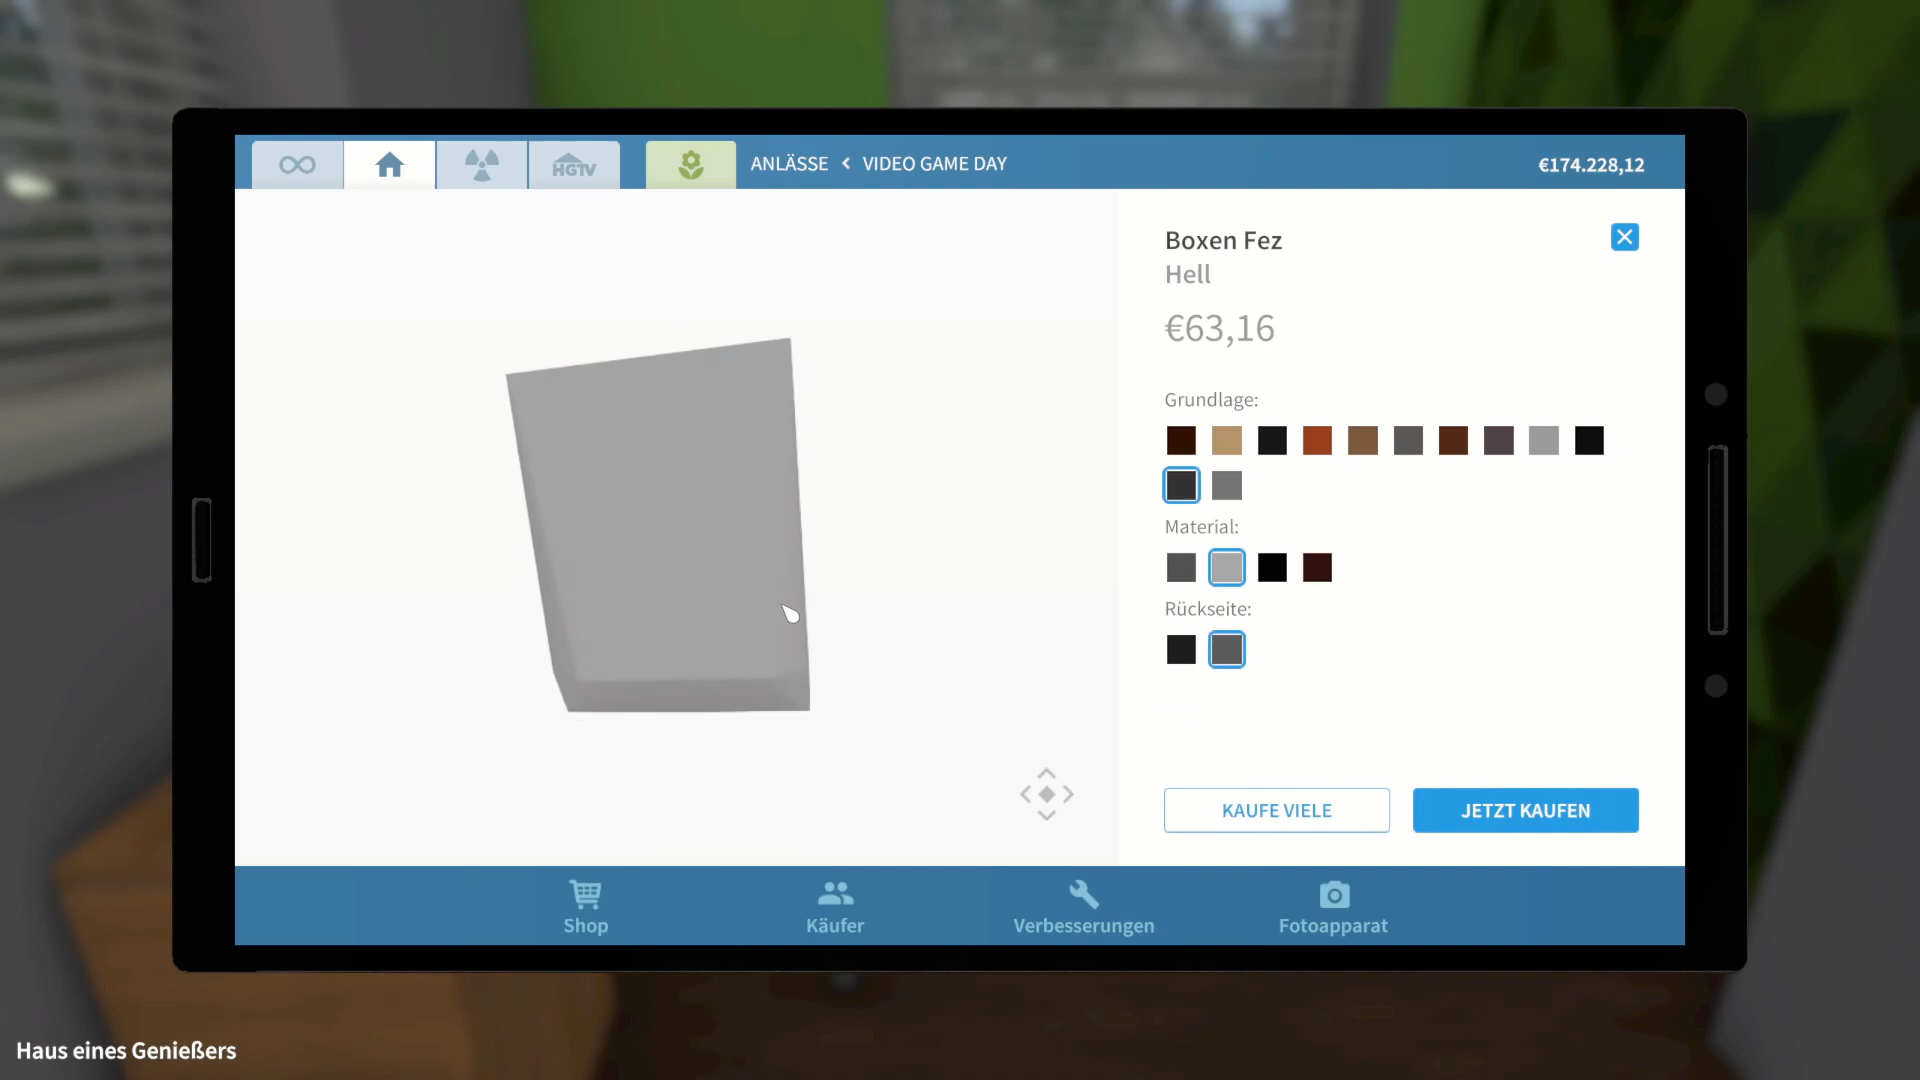 HGTV
ANLÄSSE < VIDEO GAME DAY
€174.228,12
Boxen Fez
Hell
€63,16
Grundlage:
Material:
Rückseite:
KAUFE VIELE
JETZT KAUFEN
Shop
Käufer
Verbesserungen
Fotoapparat
Haus eines Genießers